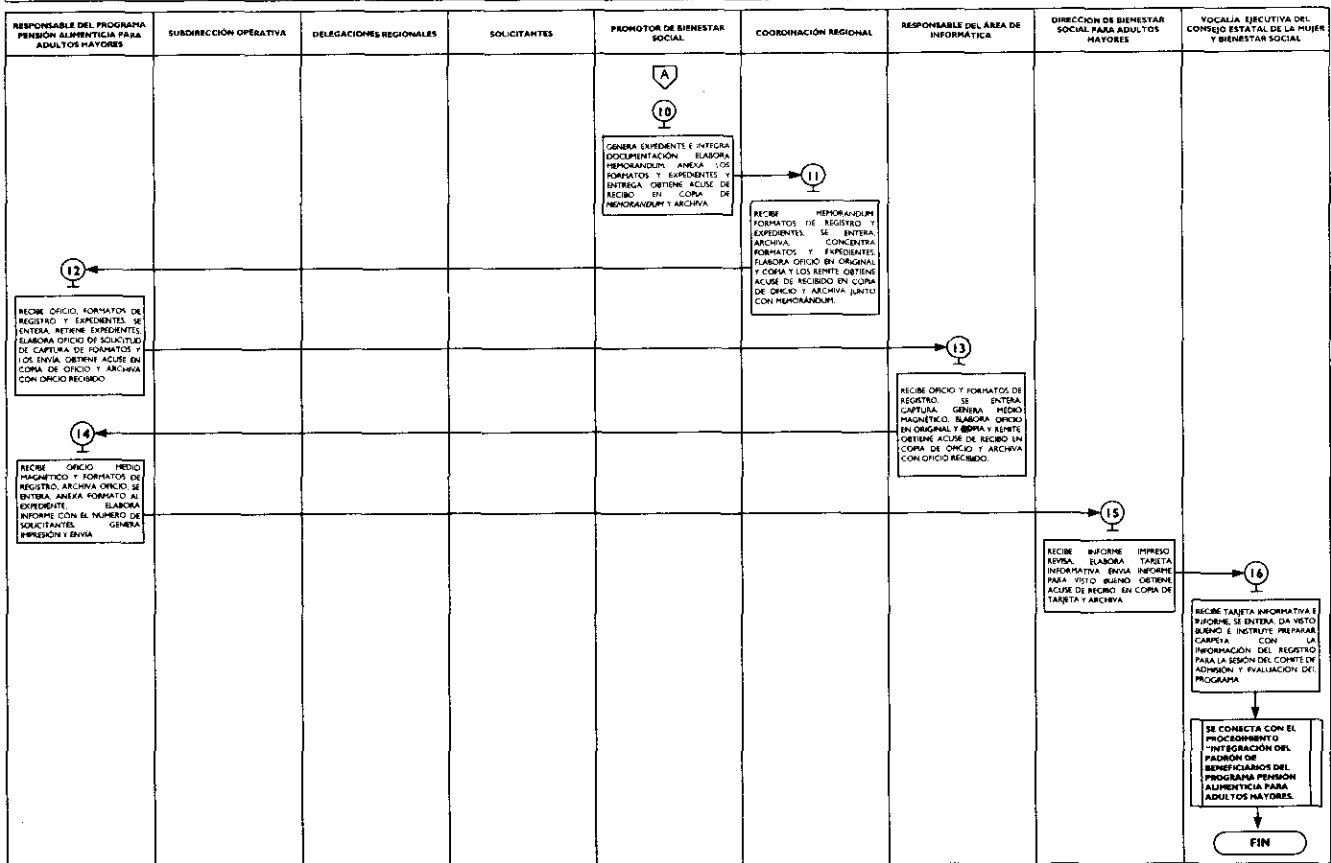 RESPONSABLE DEL PROGRAMA
PENSIÓN ALIMENTICIA PARA
ADULTOS MAYORES
SUBDIRECCIÓN OPERATIVA
DELEGACIONES REGIONALES
SOLICITANTES
PROMOTOR DE BIENESTAR
SOCIAL
COORDINACIÓN REGIONAL
RESPONSABLE DEL ÁREA DE
INFORMÁTICA
DIRECCION DE BIENESTAR
SOCIAL PARA ADULTOS
MAYORES
VOCALÍA EJECUTIVA DEL
CONSEJO ESTATAL DE LA MUJER
Y BIENESTAR SOCIAL
A
10
GENERA EXPEDIENTE E INTEGRA
DOCUMENTACIÓN ELABORA
MEMORANDUM, ANEXA LOS
FORMATOS Y EXPEDIENTES Y
ENTREGA OBTIENE ACUSE DE
RECIBO EN COPIA DE
MEMORANDUM Y ARCHIVA
11
RECIBE MEMORANDUM
FORMATOS DE REGISTRO Y
EXPEDIENTES, SE ENTERA,
ARCHIVA, CONCENTRA
FORMATOS Y EXPEDIENTES,
ELABORA OFICIO EN ORIGINAL
Y COPIA Y LOS REMITE OBTIENE
ACUSE DE RECIBIDO EN COPIA
DE OFICIO Y ARCHIVA JUNTO
CON MEMORÁNDUM.
12
RECIBE OFICIO, FORMATOS DE
REGISTRO Y EXPEDIENTES, SE
ENTERA, RETIENE EXPEDIENTES,
ELABORA OFICIO DE SOLICITUD
DE CAPTURA DE FORMATOS Y
LOS ENVÍA, OBTIENE ACUSE EN
COPIA DE OFICIO Y ARCHIVA
CON OFICIO RECIBIDO
13
RECIBE OFICIO Y FORMATOS DE
REGISTRO, SE ENTERA,
CAPTURA, GENERA MEDIO
MAGNÉTICO, ELABORA OFICIO
EN ORIGINAL Y COPIA Y REMITE
OBTIENE ACUSE DE RECIBO EN
COPIA DE OFICIO Y ARCHIVA
CON OFICIO RECIBIDO.
14
RECIBE OFICIO MEDIO
MAGNÉTICO Y FORMATOS DE
REGISTRO, ARCHIVA OFICIO, SE
ENTERA, ANEXA FORMATO AL
EXPEDIENTE, ELABORA
INFORME CON EL NUMERO DE
SOLICITANTES, GENERA
IMPRESIÓN Y ENVÍA
15
RECIBE INFORME IMPRESO
REVISA, ELABORA TARJETA
INFORMATIVA ENVIA INFORME
PARA VISTO BUENO OBTIENE
ACUSE DE RECIBO EN COPIA DE
TARJETA Y ARCHIVA
16
RECIBE TARJETA INFORMATIVA E
INFORME, SE ENTERA, DA VISTO
BUENO E INSTRUYE PREPARAR
CARPETA CON LA
INFORMACIÓN DEL REGISTRO
PARA LA SESIÓN DEL COMITÉ DE
ADMISIÓN Y EVALUACION DEL
PROGRAMA
SE CONECTA CON EL
PROCEDIMIENTO
"INTEGRACIÓN DEL
PADRÓN DE
BENEFICIARIOS DEL
PROGRAMA PENSIÓN
ALIMENTICIA PARA
ADULTOS MAYORES.
FIN